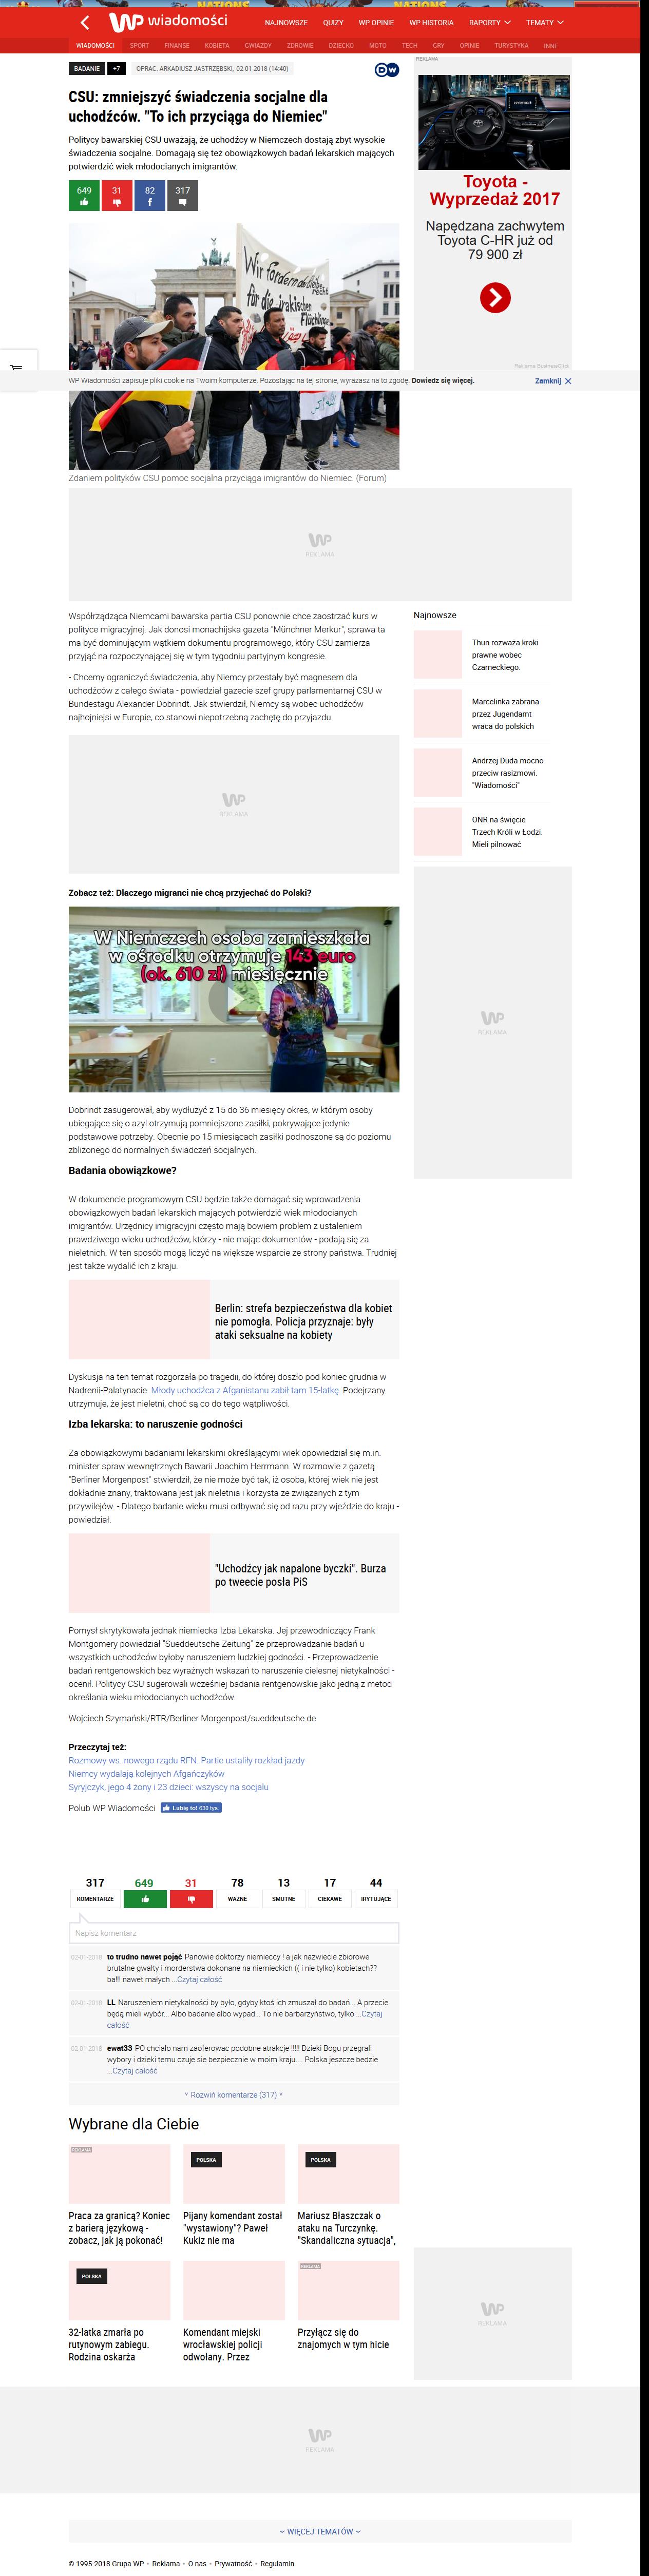 WP wiadomości
NAJNOWSZE QUIZY WP OPINIE WP HISTORIA RAPORTY TEMATY
WIADOMOŚCI SPORT FINANSE KOBIETA GWIAZDY ZDROWIE DZIECKO MOTO TECH GRY OPINIE TURYSTYKA INNE
BADANIE +7 OPRAC. ARKADIUSZ JASTRZĘBSKI, 02-01-2018 (14:40)
DW
CSU: zmniejszyć świadczenia socjalne dla
uchodźców. "To ich przyciąga do Niemiec"
Politycy bawarskiej CSU uważają, że uchodźcy w Niemczech dostają zbyt wysokie
świadczenia socjalne. Domagają się też obowiązkowych badań lekarskich mających
potwierdzić wiek młodocianych imigrantów.
649 31 82 317
REKLAMA
Toyota -
Wyprzedaż 2017
Napędzana zachwytem
Toyota C-HR już od
79 900 zł
Reklama BusinessClick
Wir fordern
für die irakischen
WP Wiadomości zapisuje pliki cookie na Twoim komputerze. Pozostając na tej stronie, wyrażasz na to zgodę. Dowiedz się więcej.
Zamknij
Zdaniem polityków CSU pomoc socjalna przyciąga imigrantów do Niemiec. (Forum)
WP
REKLAMA
Współrządząca Niemcami bawarska partia CSU ponownie chce zaostrzać kurs w
polityce migracyjnej. Jak donosi monachijska gazeta "Münchner Merkur", sprawa ta
ma być dominującym wątkiem dokumentu programowego, który CSU zamierza
przyjąć na rozpoczynającej się w tym tygodniu partyjnym kongresie.
- Chcemy ograniczyć świadczenia, aby Niemcy przestały być magnesem dla
uchodźców z całego świata - powiedział gazecie szef grupy parlamentarnej CSU w
Bundestagu Alexander Dobrindt. Jak stwierdził, Niemcy są wobec uchodźców
najhojniejsi w Europie, co stanowi niepotrzebną zachętę do przyjazdu.
WP
REKLAMA
Najnowsze
Thun rozważa kroki
prawne wobec
Czarneckiego.
Marcelinka zabrana
przez Jugendamt
wraca do polskich
Andrzej Duda mocno
przeciw rasizmowi.
"Wiadomości"
ONR na święcie
Trzech Króli w Łodzi.
Mieli pilnować
WP
REKLAMA
Zobacz też: Dlaczego migranci nie chcą przyjechać do Polski?
W Niemczech osoba zamieszkała
w ośrodku otrzymuje 143 euro
(ok. 610 zł) miesięcznie
Dobrindt zasugerował, aby wydłużyć z 15 do 36 miesięcy okres, w którym osoby
ubiegające się o azyl otrzymują pomniejszone zasiłki, pokrywające jedynie
podstawowe potrzeby. Obecnie po 15 miesiącach zasiłki podnoszone są do poziomu
zbliżonego do normalnych świadczeń socjalnych.
Badania obowiązkowe?
W dokumencie programowym CSU będzie także domagać się wprowadzenia
obowiązkowych badań lekarskich mających potwierdzić wiek młodocianych
imigrantów. Urzędnicy imigracyjni często mają bowiem problem z ustaleniem
prawdziwego wieku uchodźców, którzy - nie mając dokumentów - podają się za
nieletnich. W ten sposób mogą liczyć na większe wsparcie ze strony państwa. Trudniej
jest także wydalić ich z kraju.
Berlin: strefa bezpieczeństwa dla kobiet
nie pomogła. Policja przyznaje: były
ataki seksualne na kobiety
Dyskusja na ten temat rozgorzała po tragedii, do której doszło pod koniec grudnia w
Nadrenii-Palatynacie. Młody uchodźca z Afganistanu zabił tam 15-latkę. Podejrzany
utrzymuje, że jest nieletni, choć są co do tego wątpliwości.
Izba lekarska: to naruszenie godności
Za obowiązkowymi badaniami lekarskimi określającymi wiek opowiedział się m.in.
minister spraw wewnętrznych Bawarii Joachim Herrmann. W rozmowie z gazetą
"Berliner Morgenpost" stwierdził, że nie może być tak, iż osoba, której wiek nie jest
dokładnie znany, traktowana jest jak nieletnia i korzysta ze związanych z tym
przywilejów. - Dlatego badanie wieku musi odbywać się od razu przy wjeździe do kraju -
powiedział.
"Uchodźcy jak napalone byczki". Burza
po tweecie posła PiS
Pomysł skrytykowała jednak niemiecka Izba Lekarska. Jej przewodniczący Frank
Montgomery powiedział "Sueddeutsche Zeitung" że przeprowadzanie badań u
wszystkich uchodźców byłoby naruszeniem ludzkiej godności. - Przeprowadzenie
badań rentgenowskich bez wyraźnych wskazań to naruszenie cielesnej nietykalności -
ocenił. Politycy CSU sugerowali wcześniej badania rentgenowskie jako jedną z metod
określania wieku młodocianych uchodźców.
Wojciech Szymański/RTR/Berliner Morgenpost/sueddeutsche.de
Przeczytaj też:
Rozmowy ws. nowego rządu RFN. Partie ustaliły rozkład jazdy
Niemcy wydalają kolejnych Afgańczyków
Syryjczyk, jego 4 żony i 23 dzieci: wszyscy na socjalu
Polub WP Wiadomości Lubię to! 630 tys.
317 649 31 78 13 17 44
KOMENTARZE WAŻNE SMUTNE CIEKAWE IRYTUJĄCE
Napisz komentarz
02-01-2018 to trudno nawet pojąć Panowie doktorzy niemieccy ! a jak nazwiecie zbiorowe
brutalne gwałty i morderstwa dokonane na niemieckich (( i nie tylko) kobietach??
ba!!! nawet małych ...Czytaj całość
02-01-2018 LL Naruszeniem nietykalności by było, gdyby ktoś ich zmuszał do badań... A przecie
będą mieli wybór... Albo badanie albo wypad... To nie barbarzyństwo, tylko ...Czytaj
całość
02-01-2018 ewat33 PO chcialo nam zaoferowac podobne atrakcje !!!!! Dzieki Bogu przegrali
wybory i dzieki temu czuje sie bezpiecznie w moim kraju.... Polska jeszcze bedzie
...Czytaj całość
Rozwiń komentarze (317)
Wybrane dla Ciebie
REKLAMA POLSKA POLSKA
Praca za granicą? Koniec
z barierą językową -
zobacz, jak ją pokonać!
Pijany komendant został
"wystawiony"? Paweł
Kukiz nie ma
Mariusz Błaszczak o
ataku na Turczynkę.
"Skandaliczna sytuacja",
POLSKA REKLAMA
32-latka zmarła po
rutynowym zabiegu.
Rodzina oskarża
Komendant miejski
wrocławskiej policji
odwołany. Przez
Przyłącz się do
znajomych w tym hicie
WP
REKLAMA
WP
REKLAMA
WIĘCEJ TEMATÓW
© 1995-2018 Grupa WP • Reklama • O nas • Prywatność • Regulamin